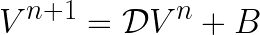 $V^{n+1} = \mathcal{D}V^n + B$